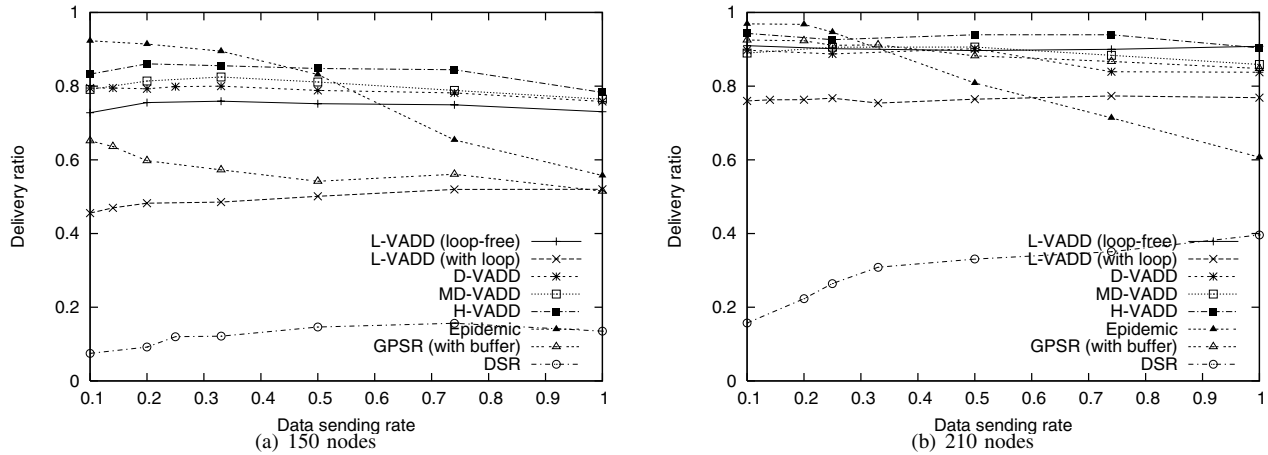 1
0.8
0.6
0.4
0.2
0
Delivery ratio
L-VADD (loop-free)
L-VADD (with loop)
D-VADD
MD-VADD
H-VADD
Epidemic
GPSR (with buffer)
DSR
0.1 0.2 0.3 0.4 0.5 0.6 0.7 0.8 0.9 1
Data sending rate
(a) 150 nodes
1
0.8
0.6
0.4
0.2
0
Delivery ratio
L-VADD (loop-free)
L-VADD (with loop)
D-VADD
MD-VADD
H-VADD
Epidemic
GPSR (with buffer)
DSR
0.1 0.2 0.3 0.4 0.5 0.6 0.7 0.8 0.9 1
Data sending rate
(b) 210 nodes